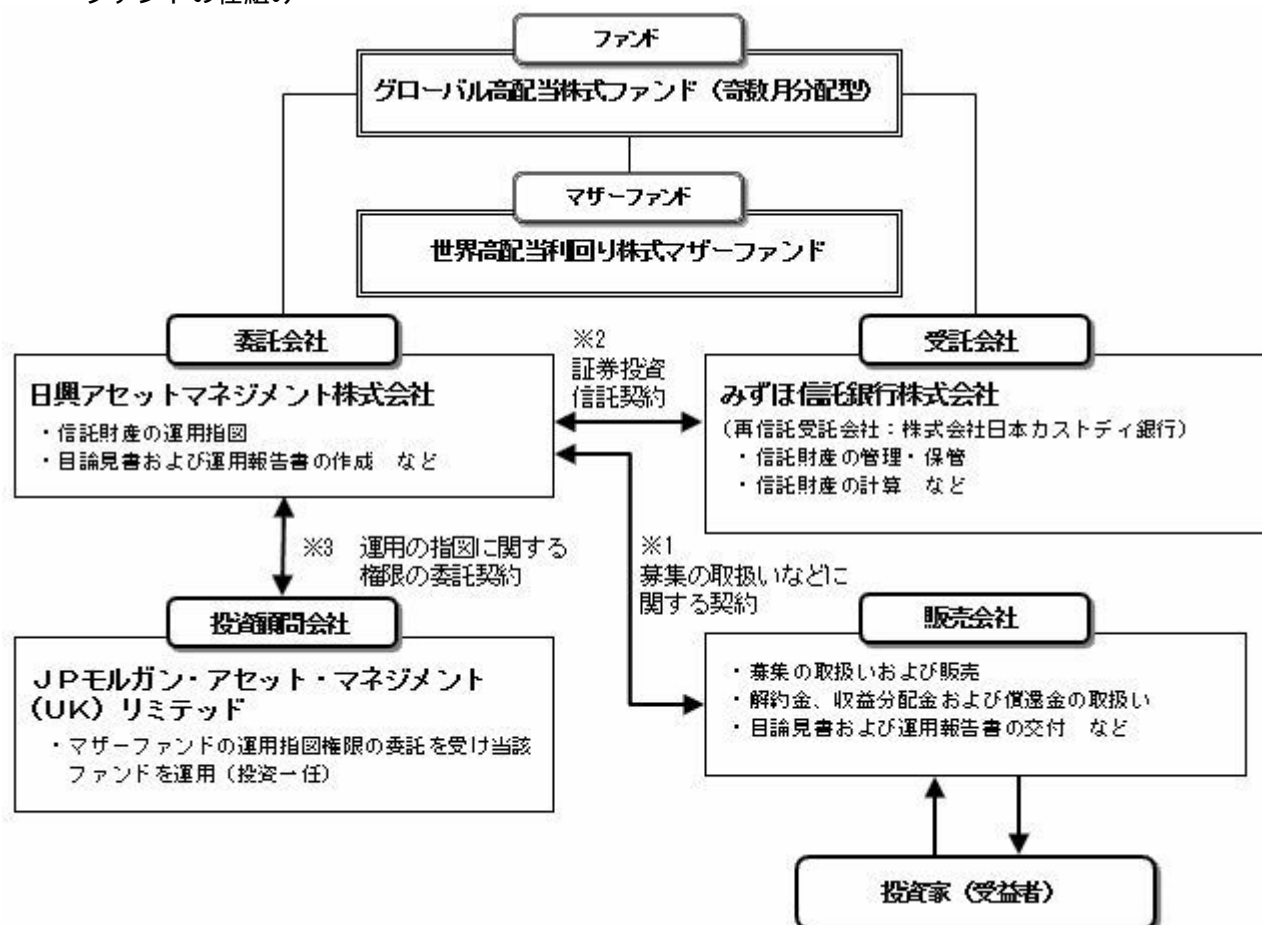 ファンドの仕組み
ファンド
グローバル高配当株式ファンド（奇数月分配型）
マザーファンド
世界高配当利回り株式マザーファンド
委託会社
日興アセットマネジメント株式会社
・信託財産の運用指図
・目論見書および運用報告書の作成　など
※2
証券投資
信託契約
受託会社
みずほ信託銀行株式会社
（再信託受託会社：株式会社日本カストディ銀行）
・信託財産の管理・保管
・信託財産の計算　など
※3　運用の指図に関する
権限の委託契約
※1
募集の取扱いなどに
関する契約
投資顧問会社
ＪＰモルガン・アセット・マネジメント
（UK）リミテッド
・マザーファンドの運用指図権限の委託を受け当該
ファンドを運用（投資一任）
販売会社
・募集の取扱いおよび販売
・解約金、収益分配金および償還金の取扱い
・目論見書および運用報告書の交付　など
投資家（受益者）